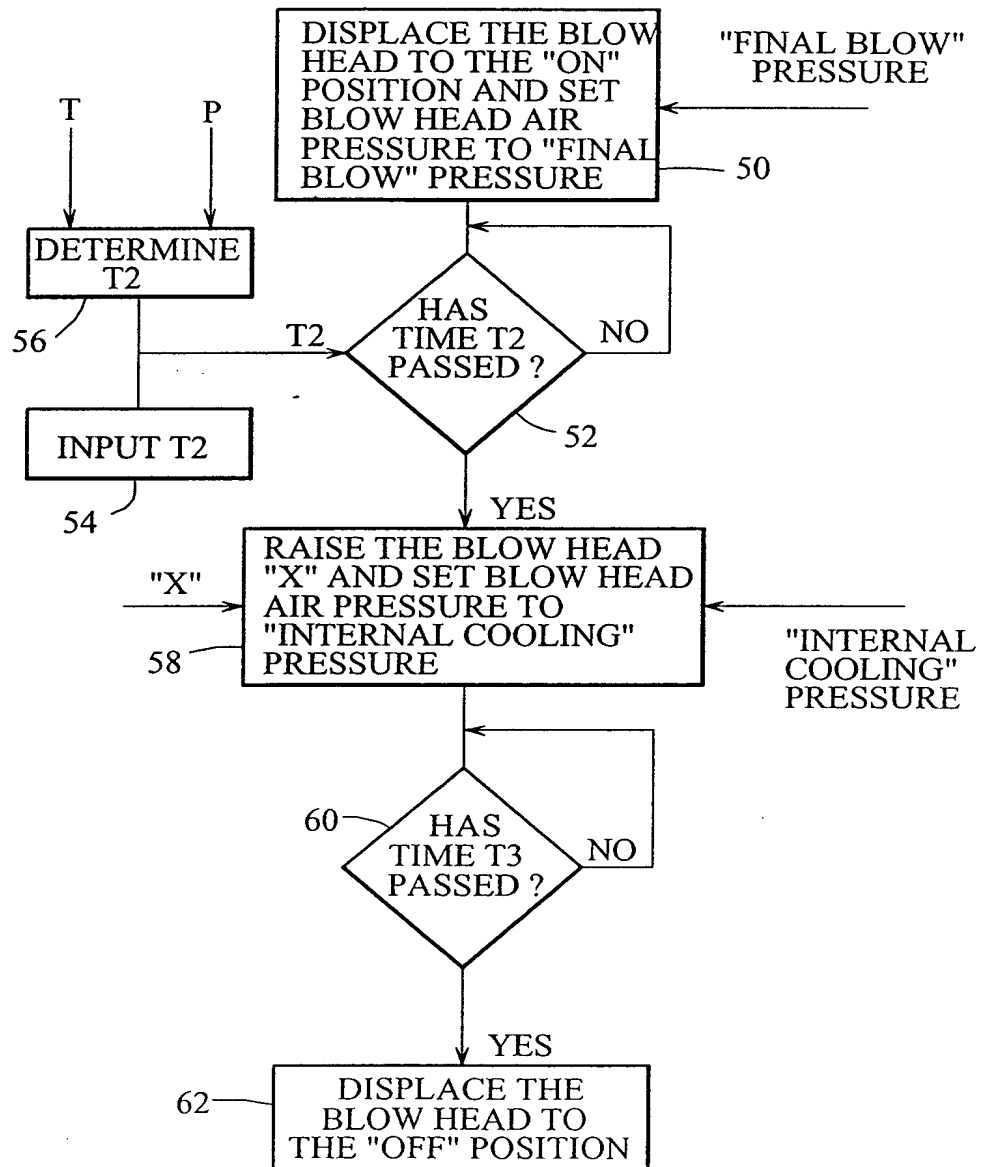 DISPLACE THE BLOW
HEAD TO THE "ON"
POSITION AND SET
BLOW HEAD AIR
PRESSURE TO "FINAL
BLOW" PRESSURE
"FINAL BLOW"
PRESSURE
50
T
P
DETERMINE
T2
56
T2
HAS
TIME T2
PASSED ?
NO
52
INPUT T2
54
YES
RAISE THE BLOW HEAD
"X" AND SET BLOW HEAD
AIR PRESSURE TO
"INTERNAL COOLING"
PRESSURE
"X"
58
"INTERNAL
COOLING"
PRESSURE
60
HAS
TIME T3
PASSED ?
NO
YES
62
DISPLACE THE
BLOW HEAD TO
THE "OFF" POSITION